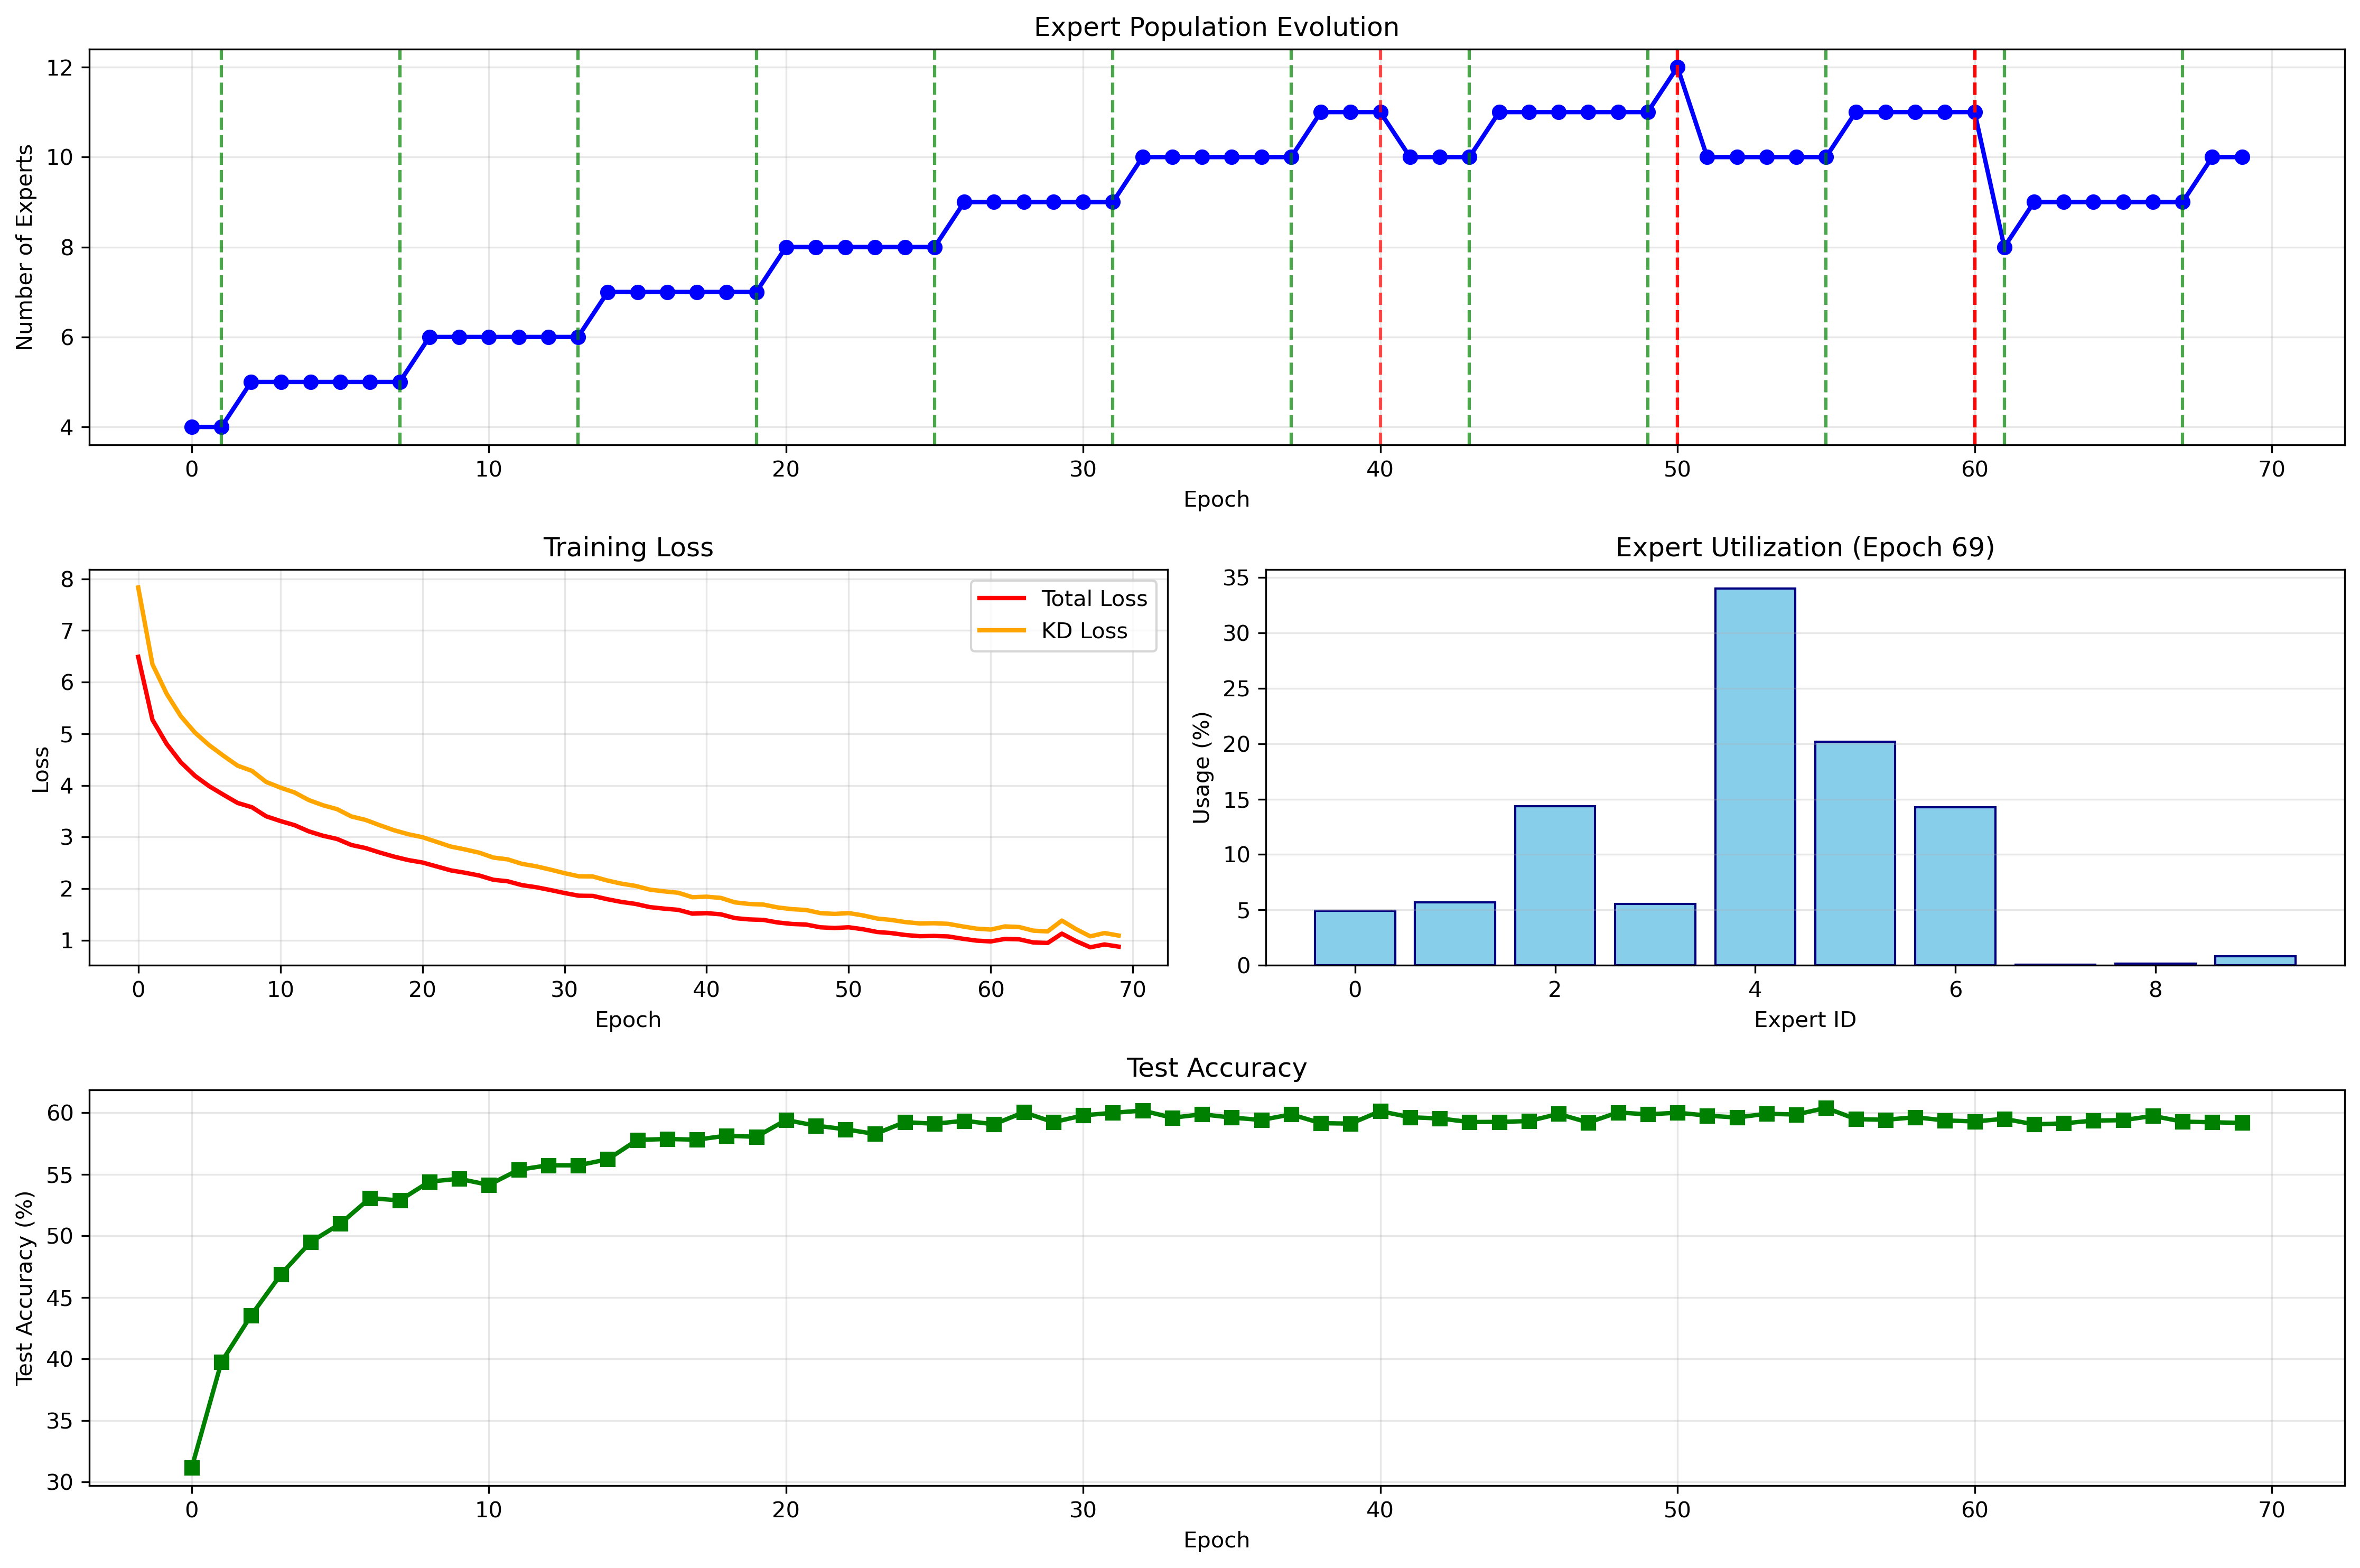 Expert Population Evolution
Number of Experts
12
10
8
6
4
0 10 20 30 40 50 60 70
Epoch
Training Loss
Loss
8
7
6
5
4
3
2
1
Total Loss
KD Loss
0 10 20 30 40 50 60 70
Epoch
Expert Utilization (Epoch 69)
Usage (%)
35
30
25
20
15
10
5
0
0 2 4 6 8
Expert ID
Test Accuracy
Test Accuracy (%)
60
55
50
45
40
35
30
0 10 20 30 40 50 60 70
Epoch